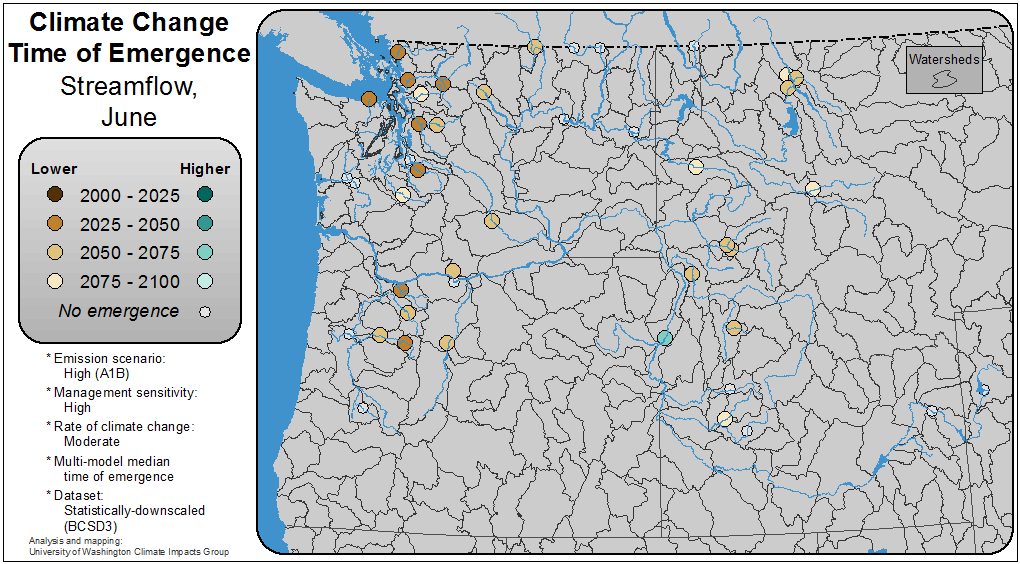 Climate Change
Time of Emergence
Streamflow,
June
Lower Higher
2000 - 2025
2025 - 2050
2050 - 2075
2075 - 2100
No emergence
* Emission scenario:
High (A1B)
* Management sensitivity:
High
* Rate of climate change:
Moderate
* Multi-model median
time of emergence
* Dataset:
Statistically-downscaled
(BCSD3)
Analysis and mapping:
University of Washington Climate Impacts Group
Watersheds